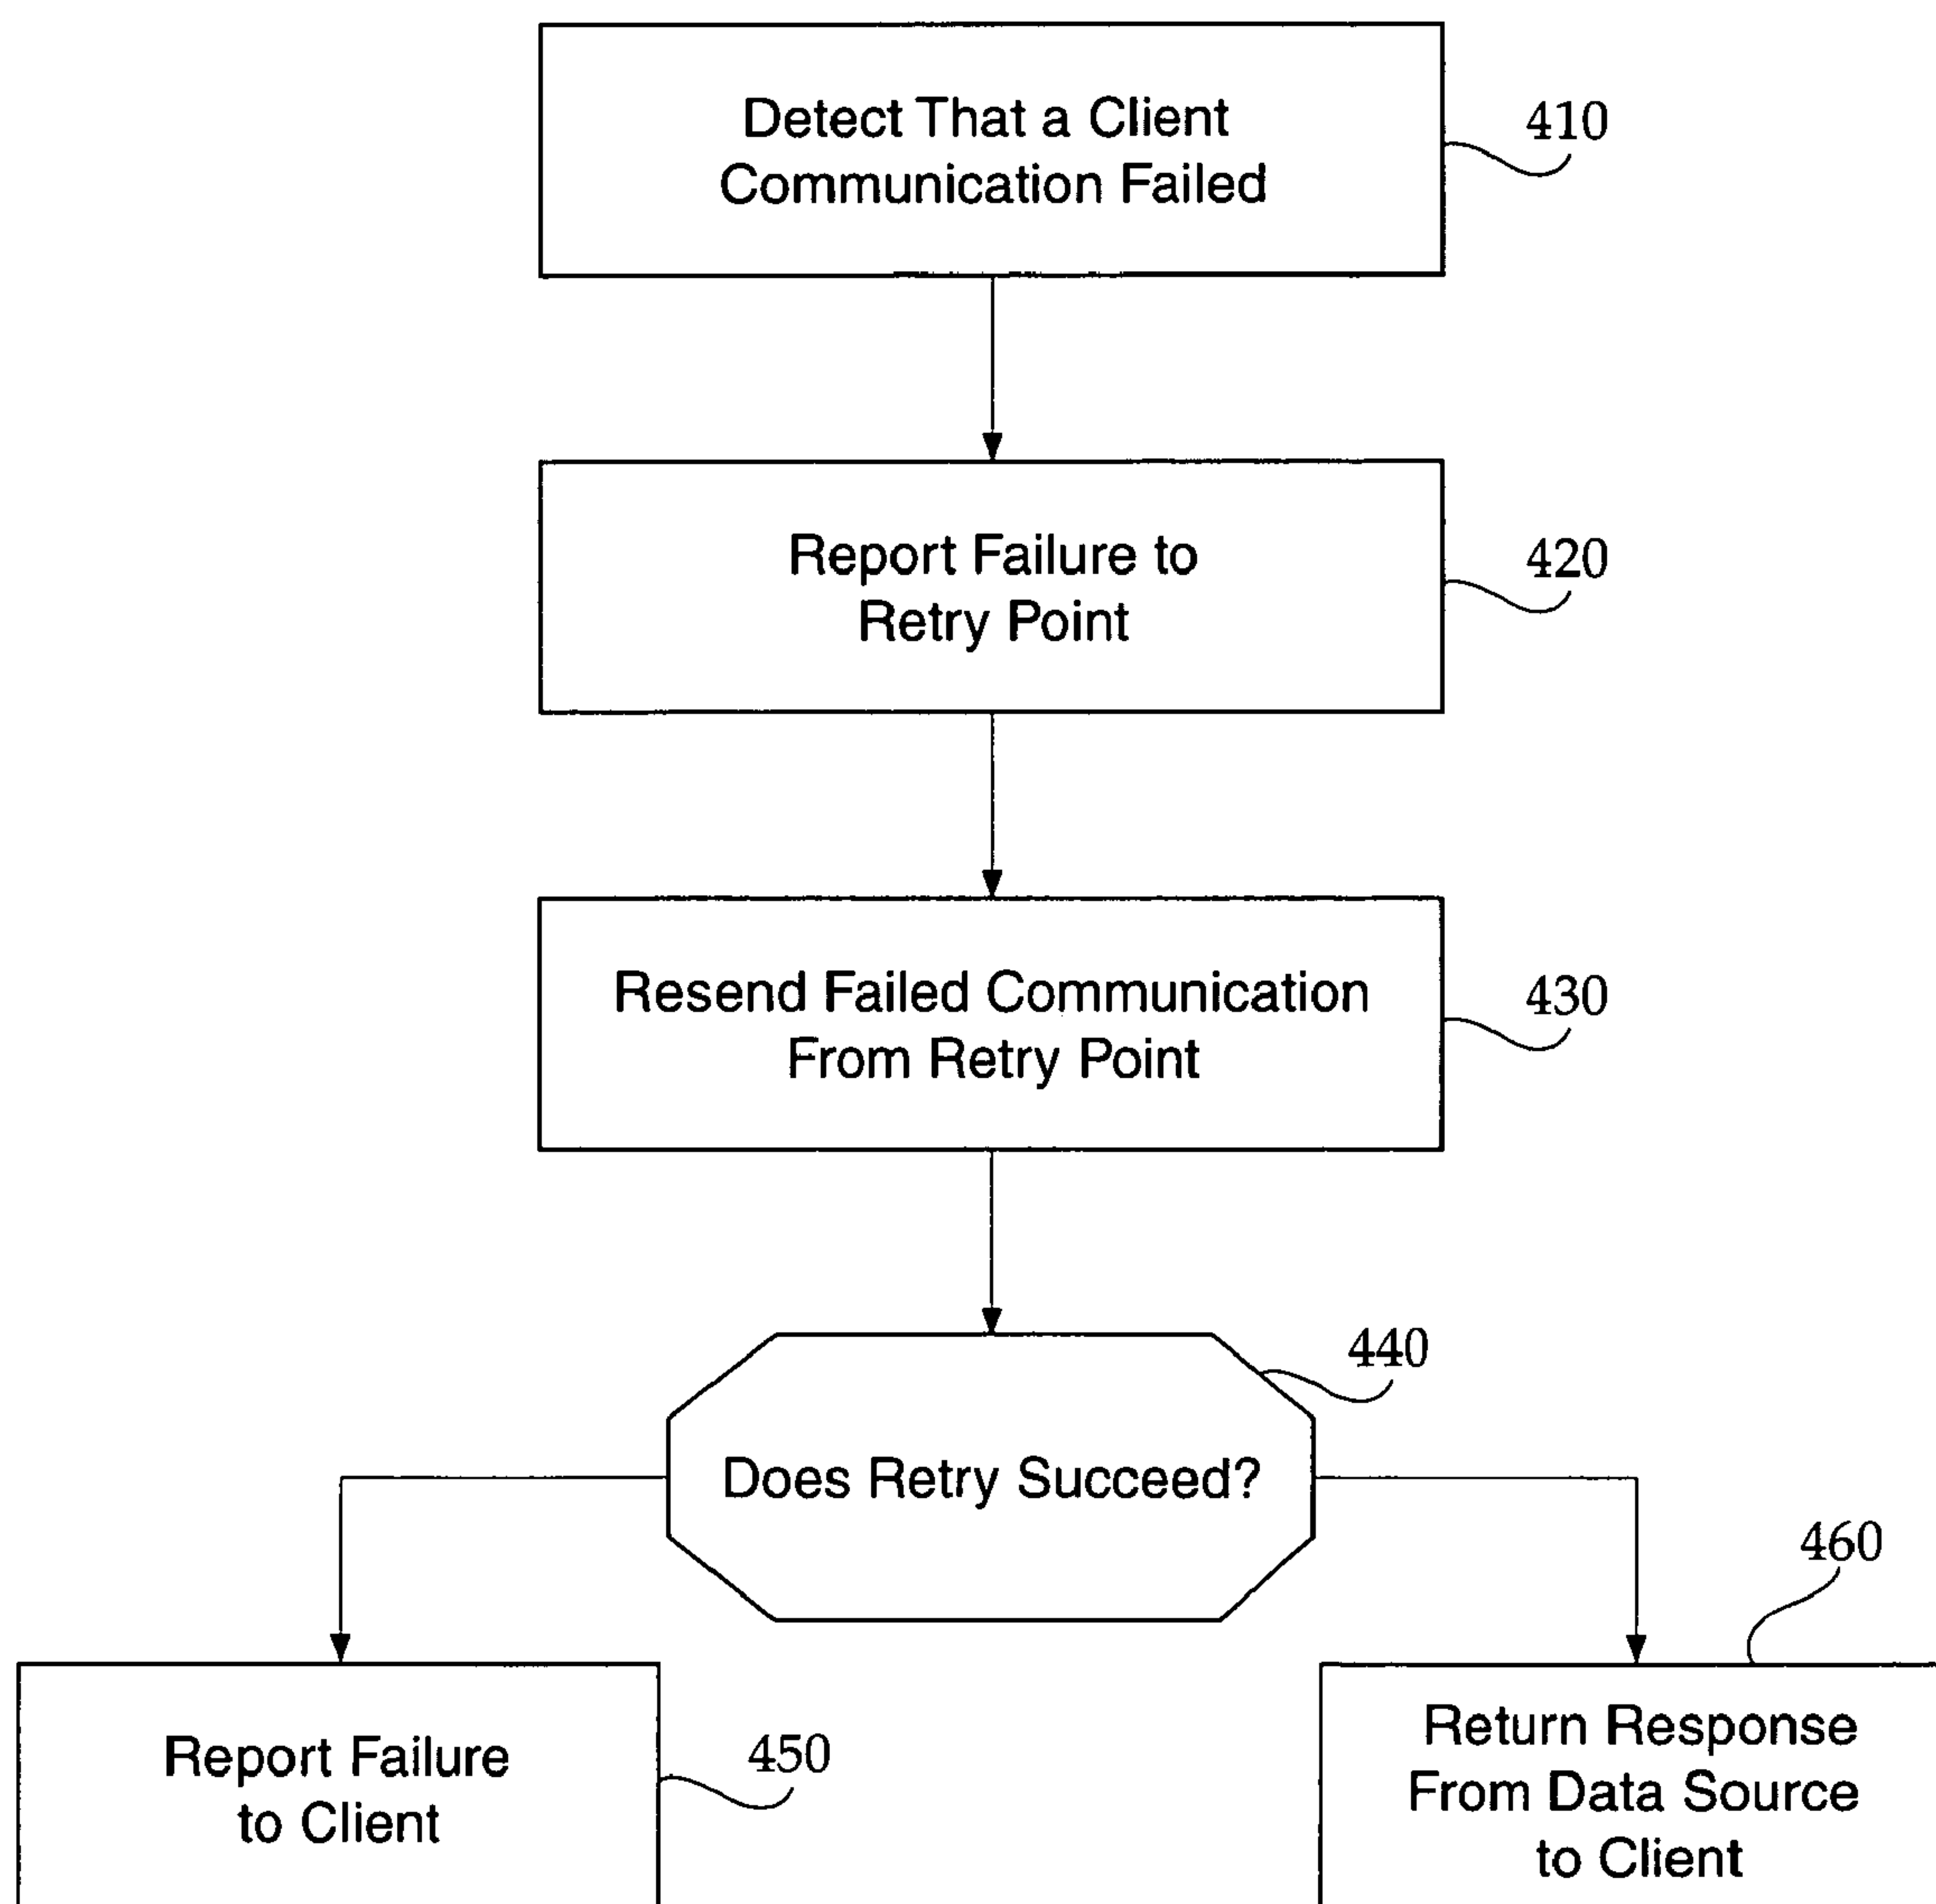 Detect That a Client
Communication Failed
410
Report Failure to
Retry Point
420
Resend Failed Communication
From Retry Point
430
440
Does Retry Succeed?
460
Report Failure
to Client
450
Return Response
From Data Source
to Client